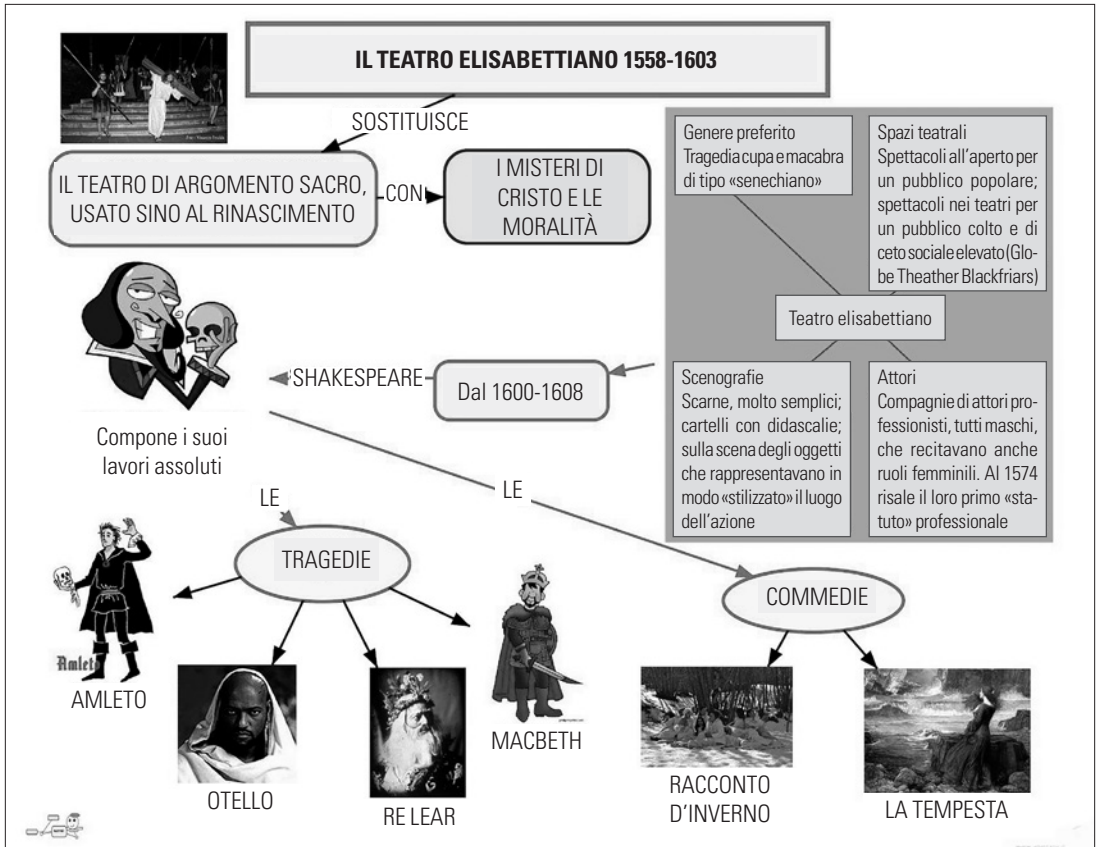 IL TEATRO ELISABETTIANO 1558-1603
SOSTITUISCE
IL TEATRO DI ARGOMENTO SACRO,
USATO SINO AL RINASCIMENTO
CON
I MISTERI DI
CRISTO E LE
MORALITÀ
Genere preferito
Tragedia cupa e macabra
di tipo «senechiano»
Spazi teatrali
Spettacoli all'aperto per
un pubblico popolare;
spettacoli nei teatri per
un pubblico colto e di
ceto sociale elevato (Glo-
be Theather Blackfriars)
Teatro elisabettiano
Scenografie
Scarne, molto semplici;
cartelli con didascalie;
sulla scena degli oggetti
che rappresentavano in
modo «stilizzato» il luogo
dell'azione
Attori
Compagnie di attori pro-
fessionisti, tutti maschi,
che recitavano anche
ruoli femminili. Al 1574
risale il loro primo «sta-
tuto» professionale
Dal 1600-1608
SHAKESPEARE
Compone i suoi
lavori assoluti
LE
TRAGEDIE
LE
COMMEDIE
Amleto
AMLETO
OTELLO
RE LEAR
MACBETH
RACCONTO
D'INVERNO
LA TEMPESTA